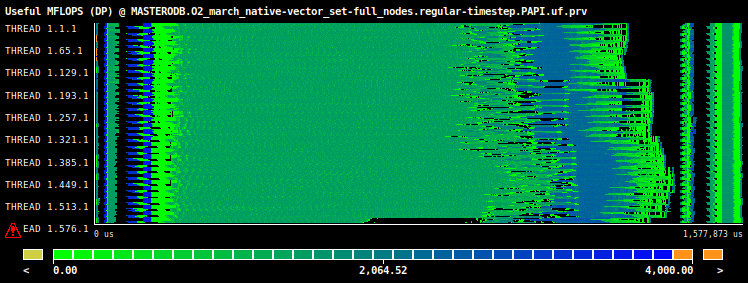 Useful MFLOPS (DP) @ MASTERODB.O2_march_native-vector_set-full_nodes.regular-timestep.PAPI.uf.prv
THREAD 1.1.1
THREAD 1.65.1
THREAD 1.129.1
THREAD 1.193.1
THREAD 1.257.1
THREAD 1.321.1
THREAD 1.385.1
THREAD 1.449.1
THREAD 1.513.1
EAD 1.576.1
0 us 1,577,873 us
< 0.00 2,064.52 4,000.00 >